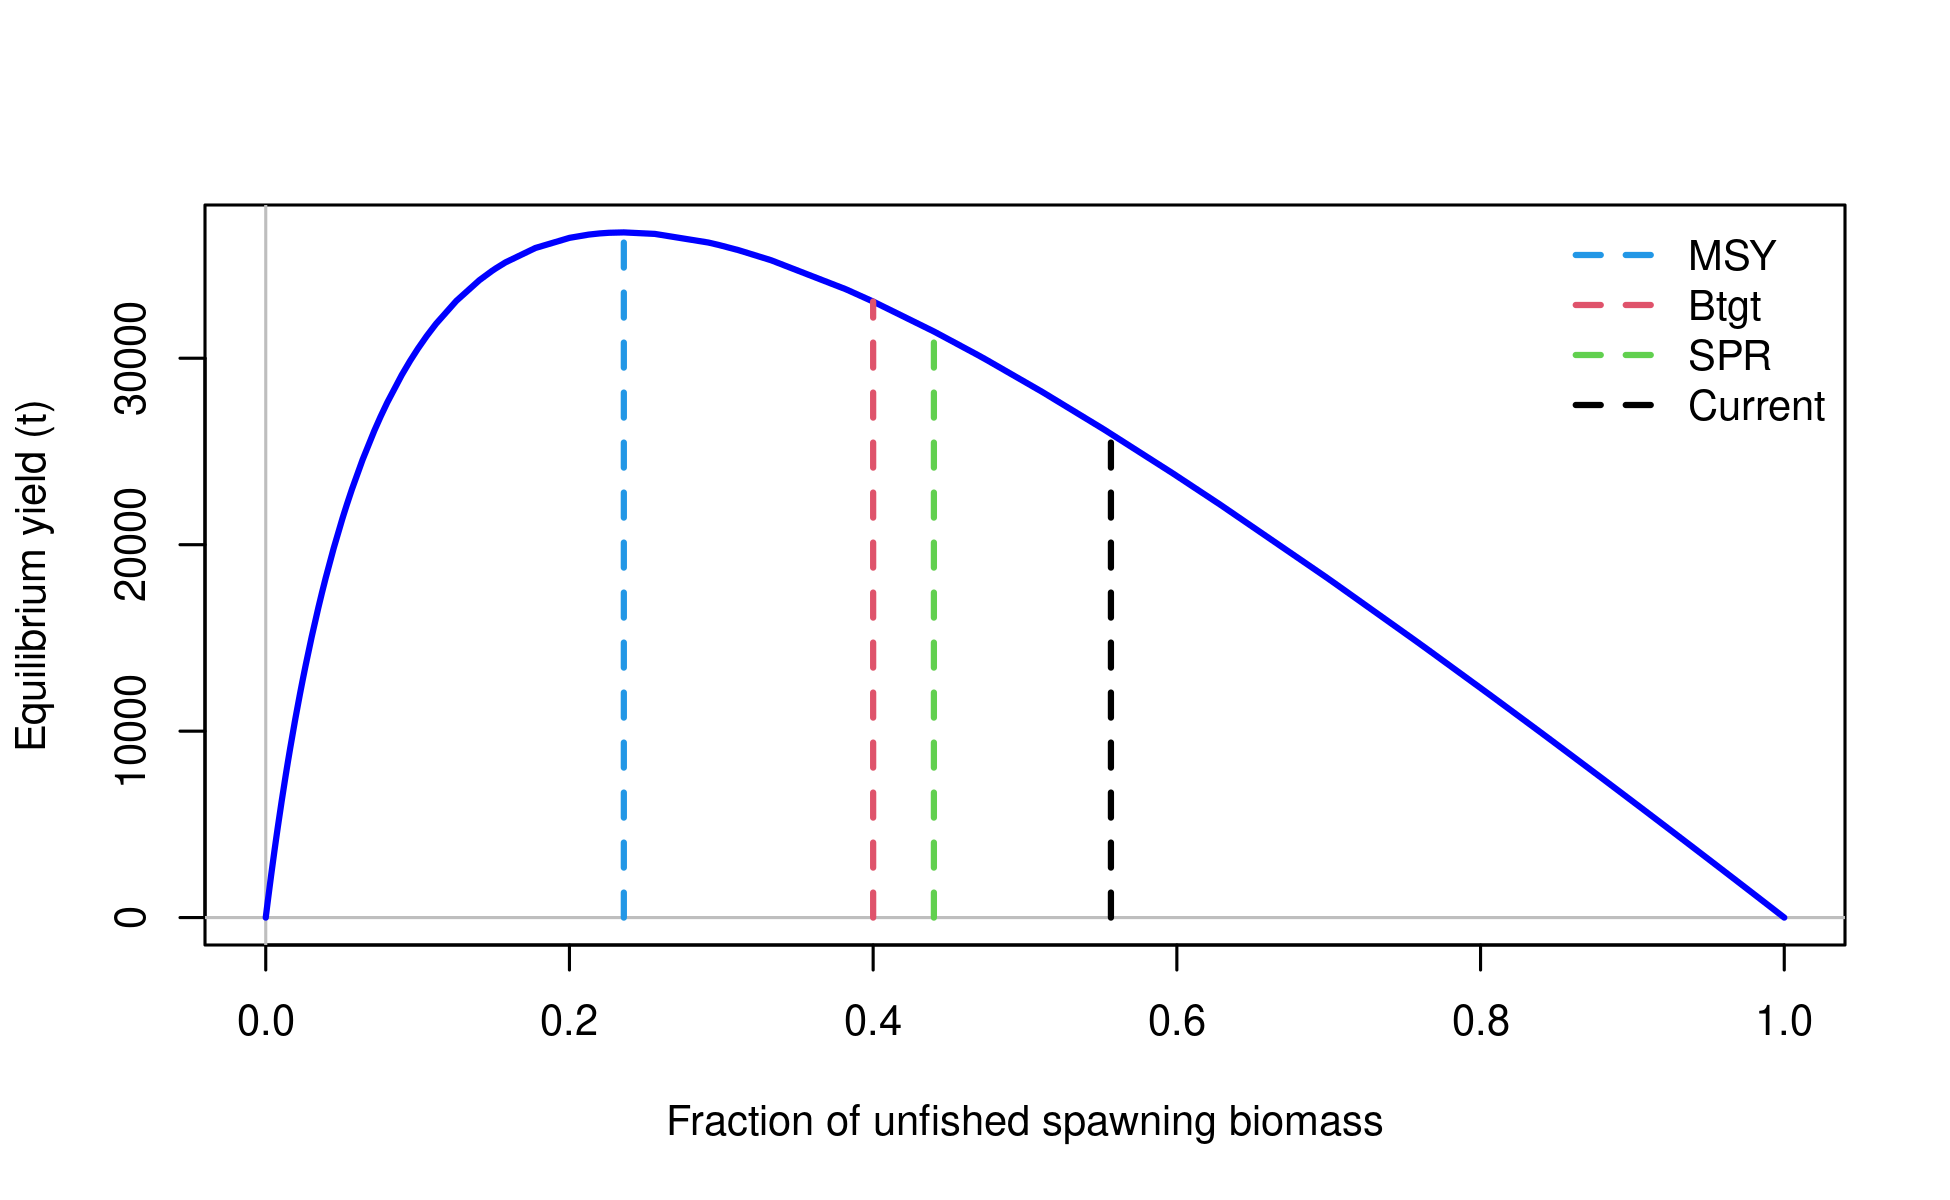 MSY
Btgt
SPR
Current
Equilibrium yield (t)
30000
20000
10000
0
0.0 0.2 0.4 0.6 0.8 1.0
Fraction of unfished spawning biomass